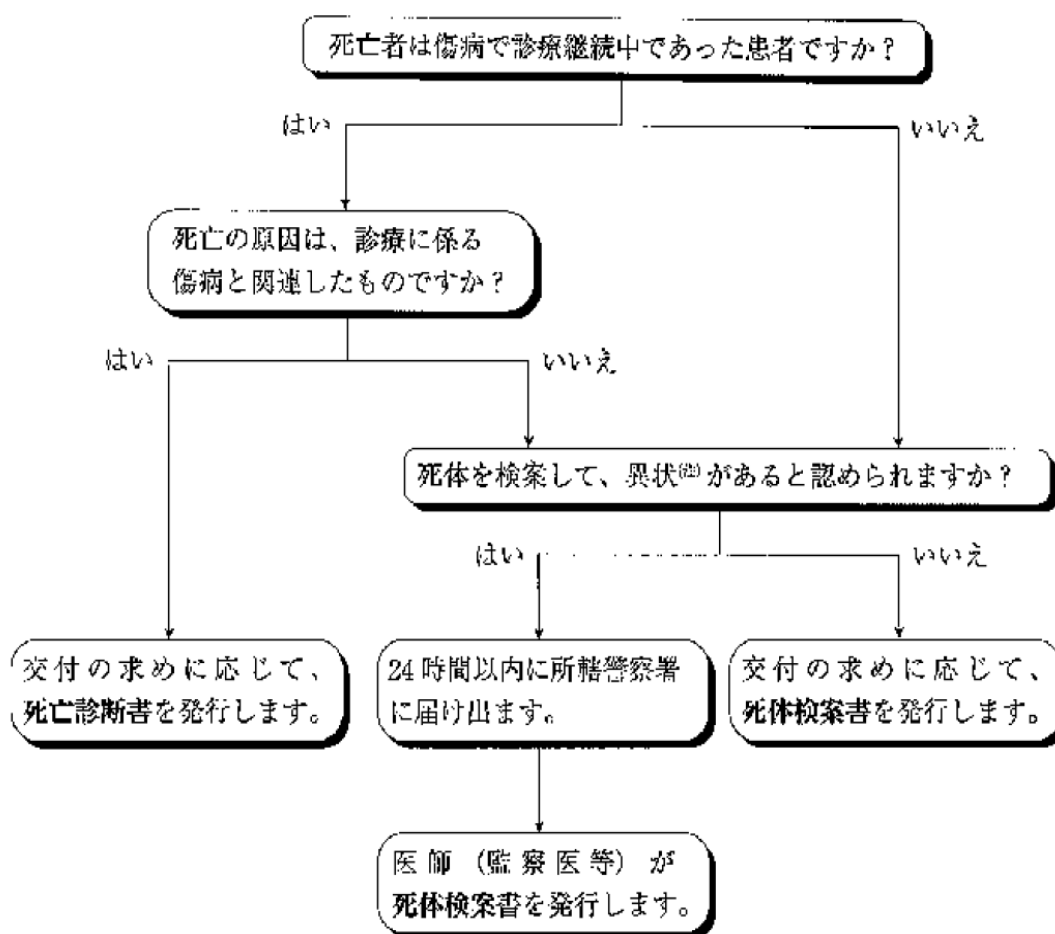 死亡者は傷病で診療継続中であった患者ですか？
はい
いいえ
死亡の原因は、診療に係る
傷病と関連したものですか？
はい
いいえ
死体を検案して、異状(注)があると認められますか？
はい
いいえ
交付の求めに応じて、
死亡診断書を発行します。
24時間以内に所轄警察署
に届け出ます。
交付の求めに応じて、
死体検案書を発行します。
医師（監察医等）が
死体検案書を発行します。